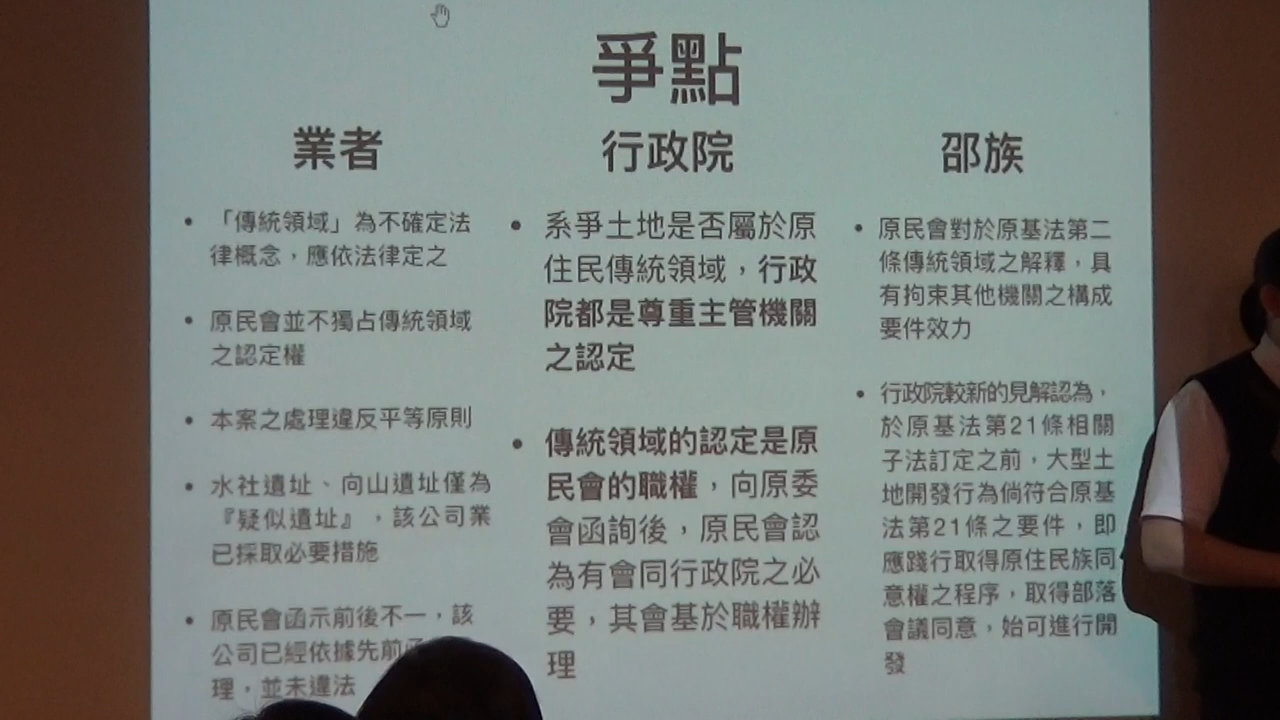 爭點
業者
• 「傳統領域」為不確定法
律概念，應依法律定之
• 原民會並不獨占傳統領域
之認定權
• 本案之處理違反平等原則
• 水社遺址、向山遺址僅為
『疑似遺址』，該公司業
已採取必要措施
• 原民會函示前後不一，該
公司已經依據先前
理，並未違法
行政院
• 系爭土地是否屬於原
住民傳統領域，行政
院都是尊重主管機關
之認定
• 傳統領域的認定是原
民會的職權，向原委
會函詢後，原民會認
為有會同行政院之必
要，其會基於職權辦
理
邵族
• 原民會對於原基法第二
條傳統領域之解釋，具
有拘束其他機關之構成
要件效力
• 行政院較新的見解認為，
於原基法第21條相關
子法訂定之前，大型土
地開發行為倘符合原基
法第21條之要件，即
應踐行取得原住民族同
意權之程序，取得部落
會議同意，始可進行開
發